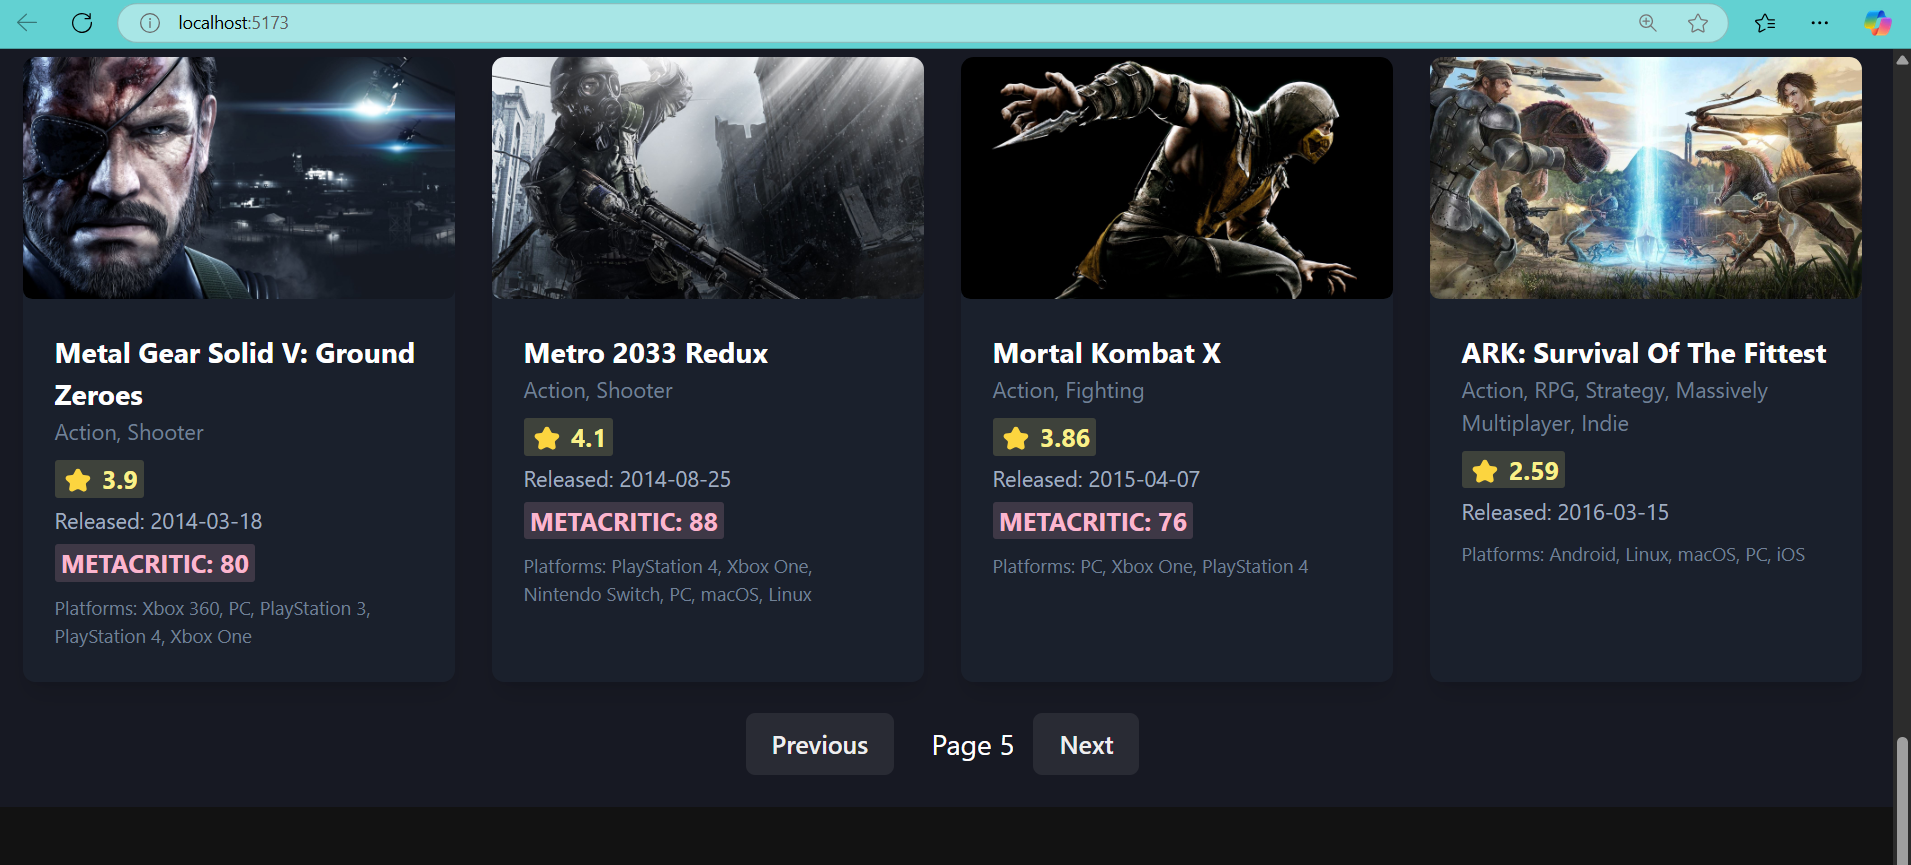 localhost:5173
Metal Gear Solid V: Ground
Zeroes
Action, Shooter
3.9
Released: 2014-03-18
METACRITIC: 80
Platforms: Xbox 360, PC, PlayStation 3,
PlayStation 4, Xbox One
Metro 2033 Redux
Action, Shooter
4.1
Released: 2014-08-25
METACRITIC: 88
Platforms: PlayStation 4, Xbox One,
Nintendo Switch, PC, macOS, Linux
Mortal Kombat X
Action, Fighting
3.86
Released: 2015-04-07
METACRITIC: 76
Platforms: PC, Xbox One, PlayStation 4
ARK: Survival Of The Fittest
Action, RPG, Strategy, Massively
Multiplayer, Indie
2.59
Released: 2016-03-15
Platforms: Android, Linux, macOS, PC, iOS
Previous
Page 5
Next